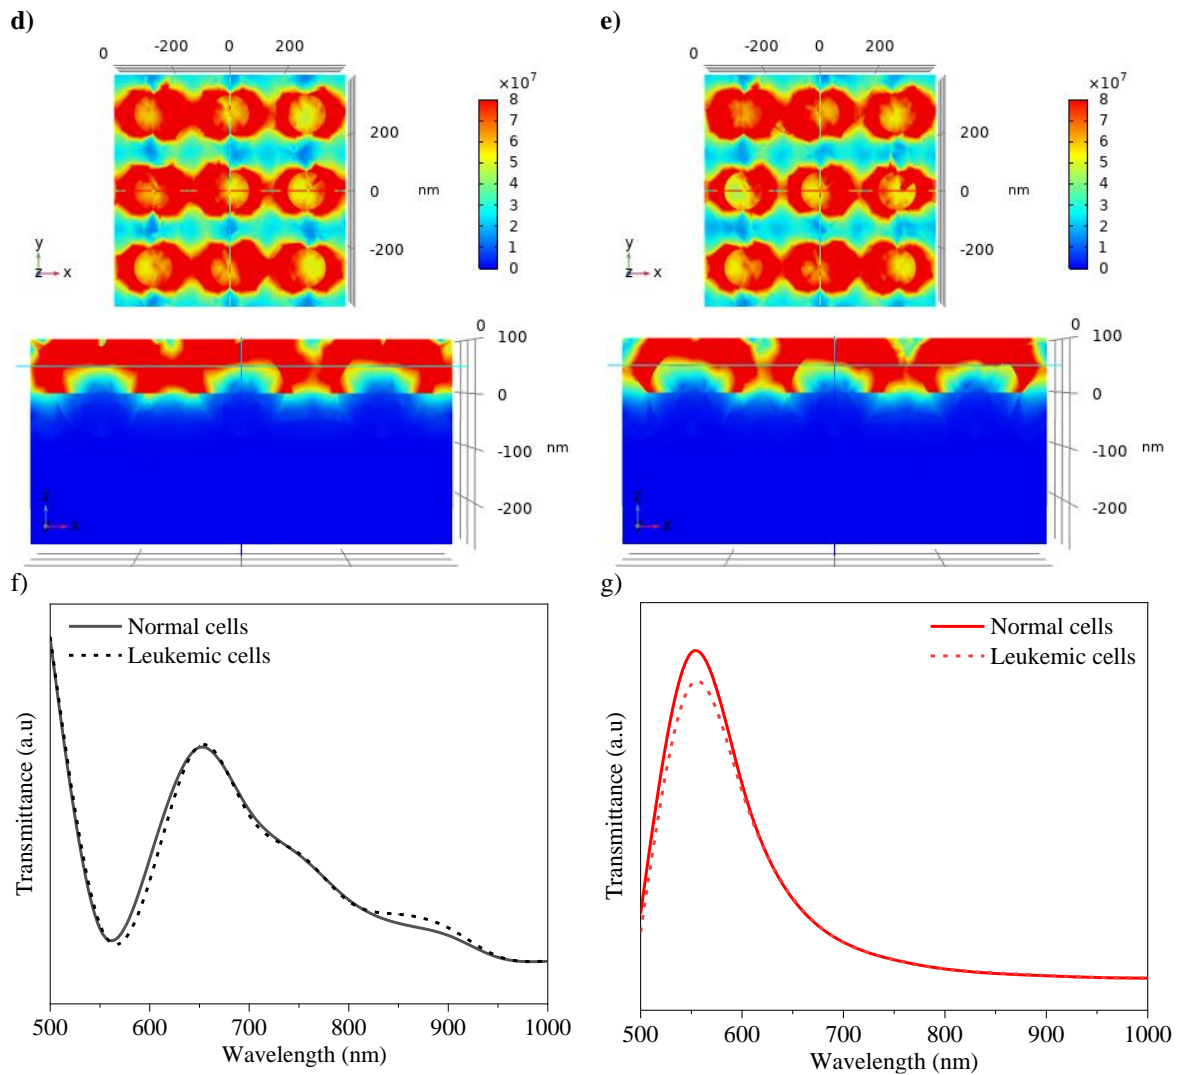 d)
e)
0 -200 0 200
×10⁷
8
7
6
5
4
3
2
1
0
200
0 nm
-200
y
z x
0 -200 0 200
×10⁷
8
7
6
5
4
3
2
1
0
200
0 nm
-200
y
z x
0
100
0
-100 nm
-200
z
x
0
100
0
-100 nm
-200
z
x
f)
Normal cells
Leukemic cells
Transmittance (a.u)
500 600 700 800 900 1000
Wavelength (nm)
g)
Normal cells
Leukemic cells
Transmittance (a.u)
500 600 700 800 900 1000
Wavelength (nm)